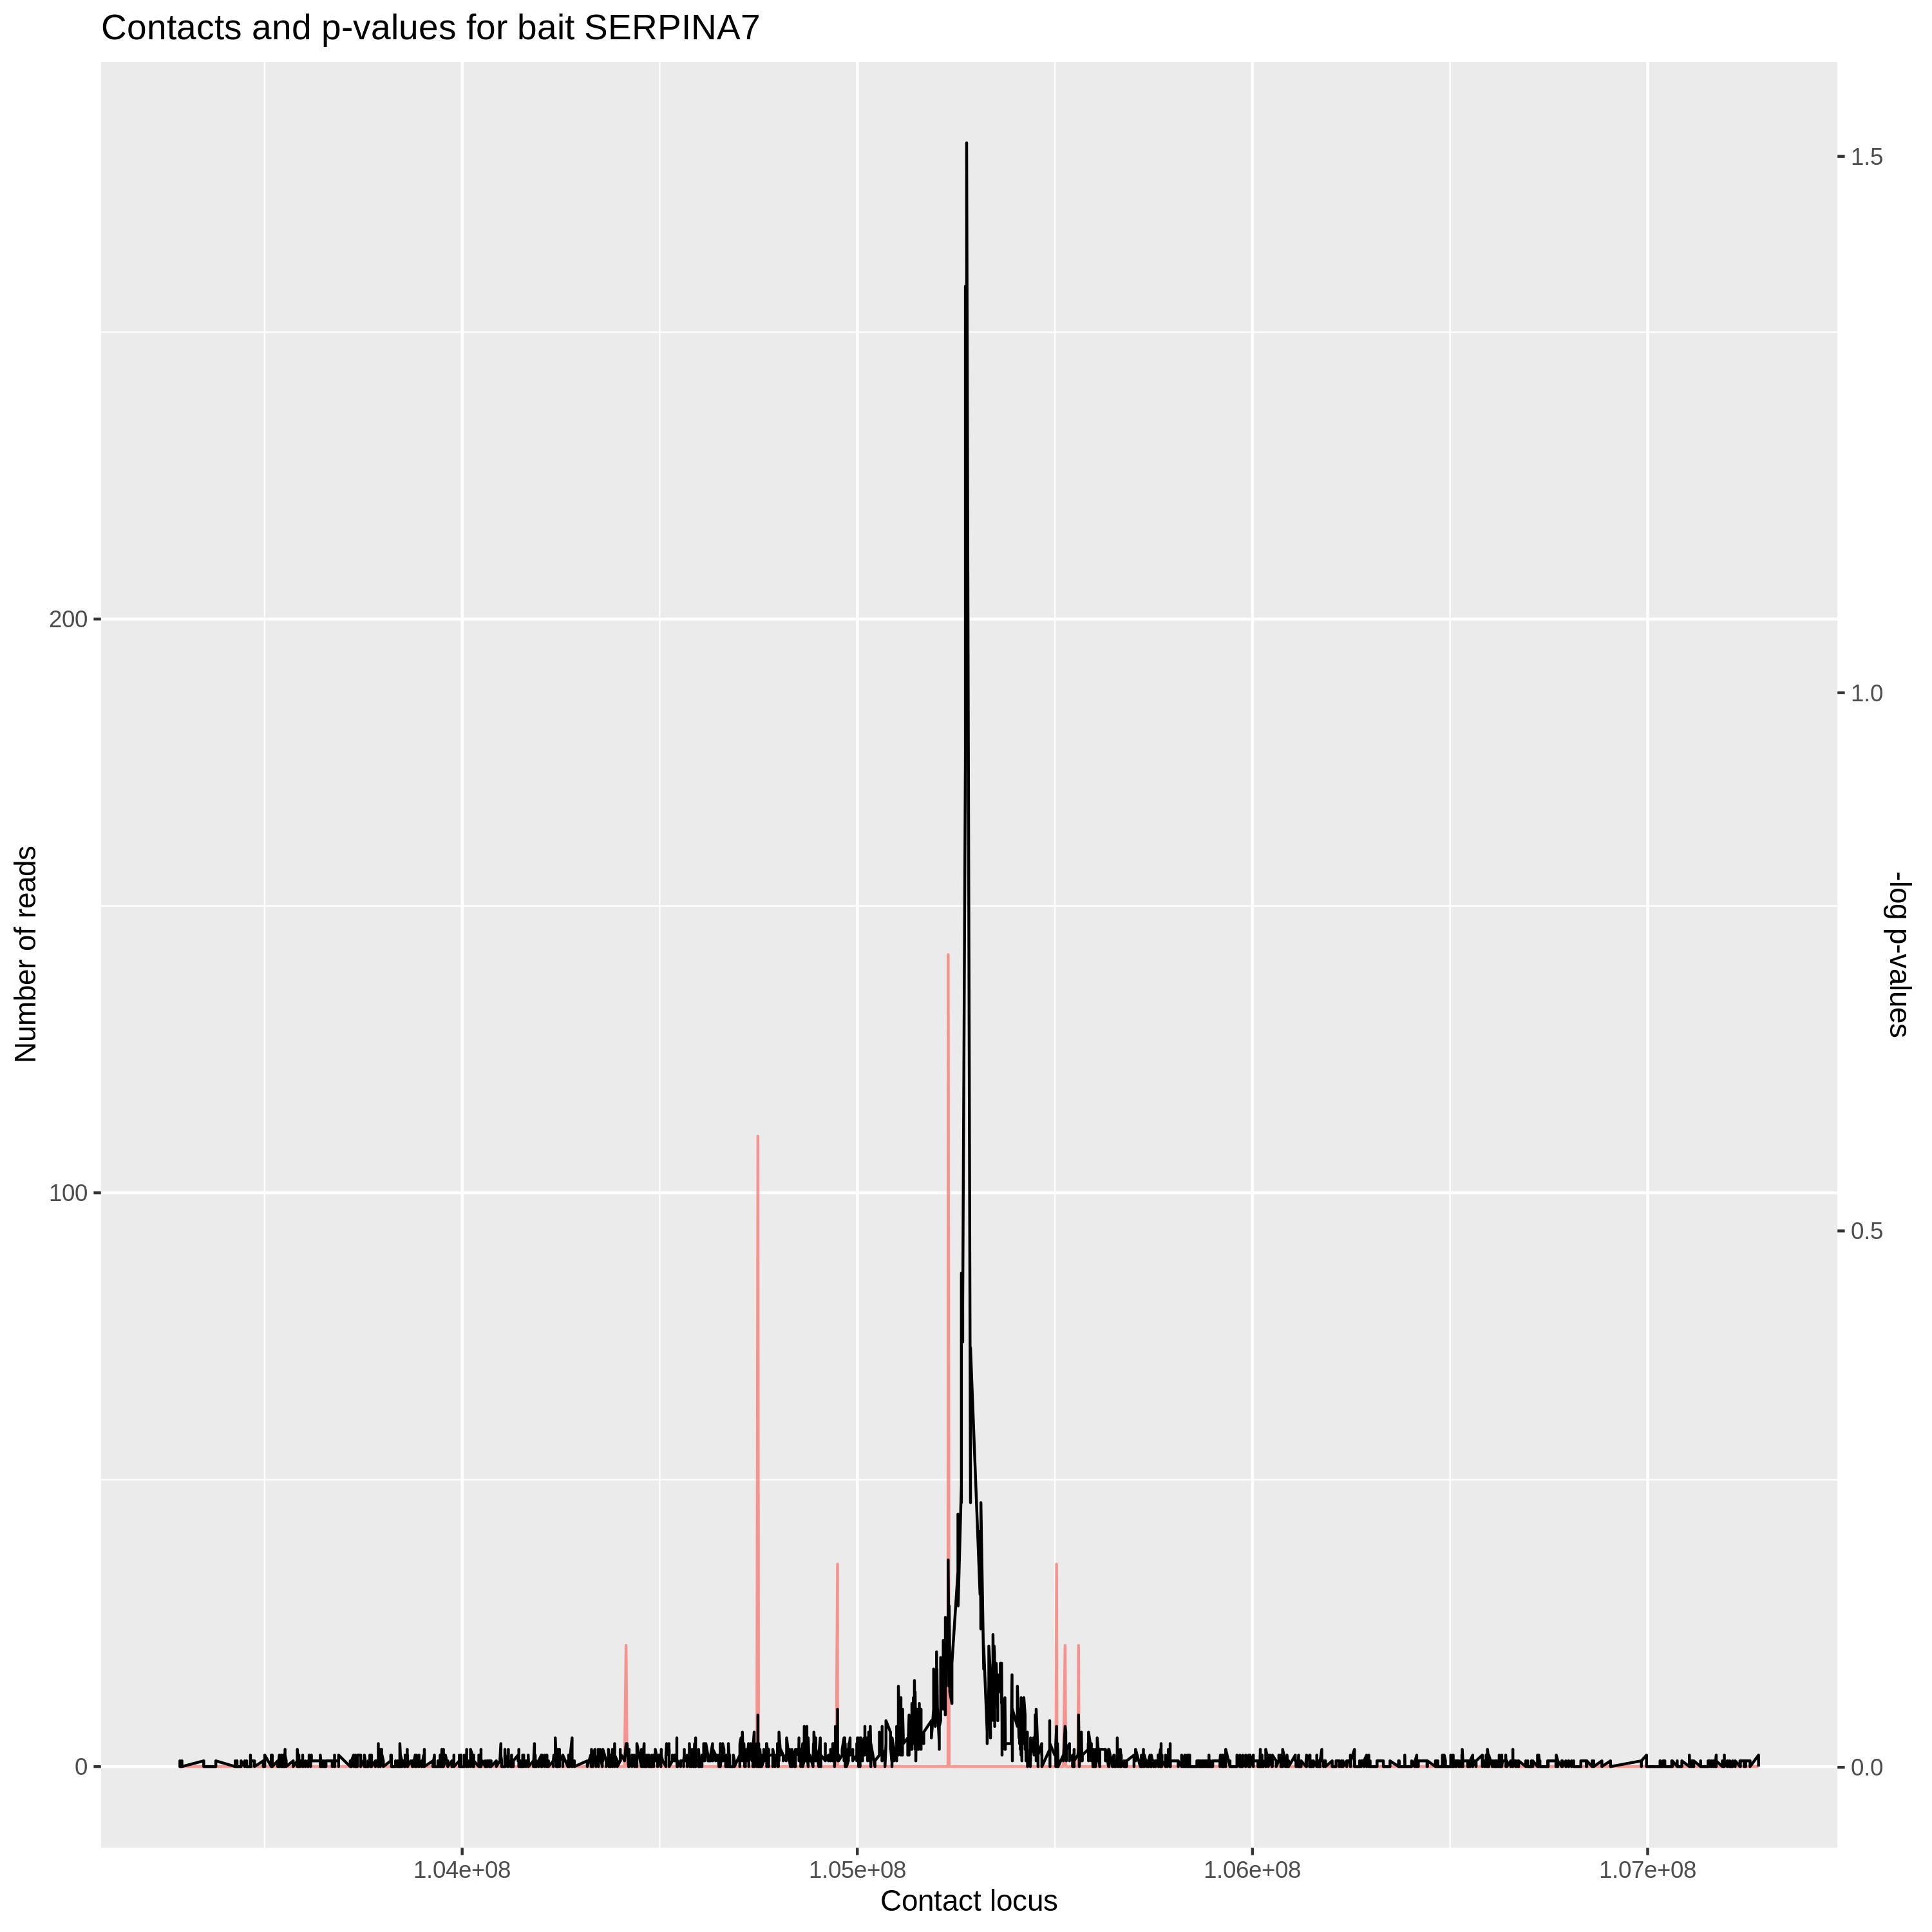 Contacts and p-values for bait SERPINA7
Number of reads
200
100
0
1.5
1.0
0.5
0.0
-log p-values
1.04e+08
1.05e+08
1.06e+08
1.07e+08
Contact locus